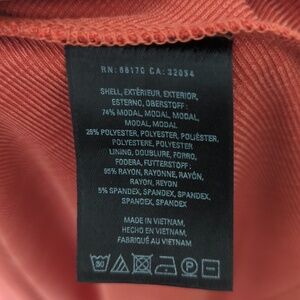 RN: 66170 CA: 32054
SHELL, EXTÉRIEUR, EXTERIOR,
ESTERNO, OBERSTOFF:
74% MODAL, MODAL, MODAL,
MODAL, MODAL
26% POLYESTER, POLYESTER, POLIÉSTER,
POLYESTERE, POLYESTER
LINING, DOUBLURE, FORRO,
FODERA, FUTTERSTOFF:
95% RAYON, RAYONNE, RAYÓN,
RAYON, REYON
5% SPANDEX, SPANDEX, SPANDEX,
SPANDEX, SPANDEX
MADE IN VIETNAM,
HECHO EN VIETNAM,
FABRIQUÉ AU VIETNAM